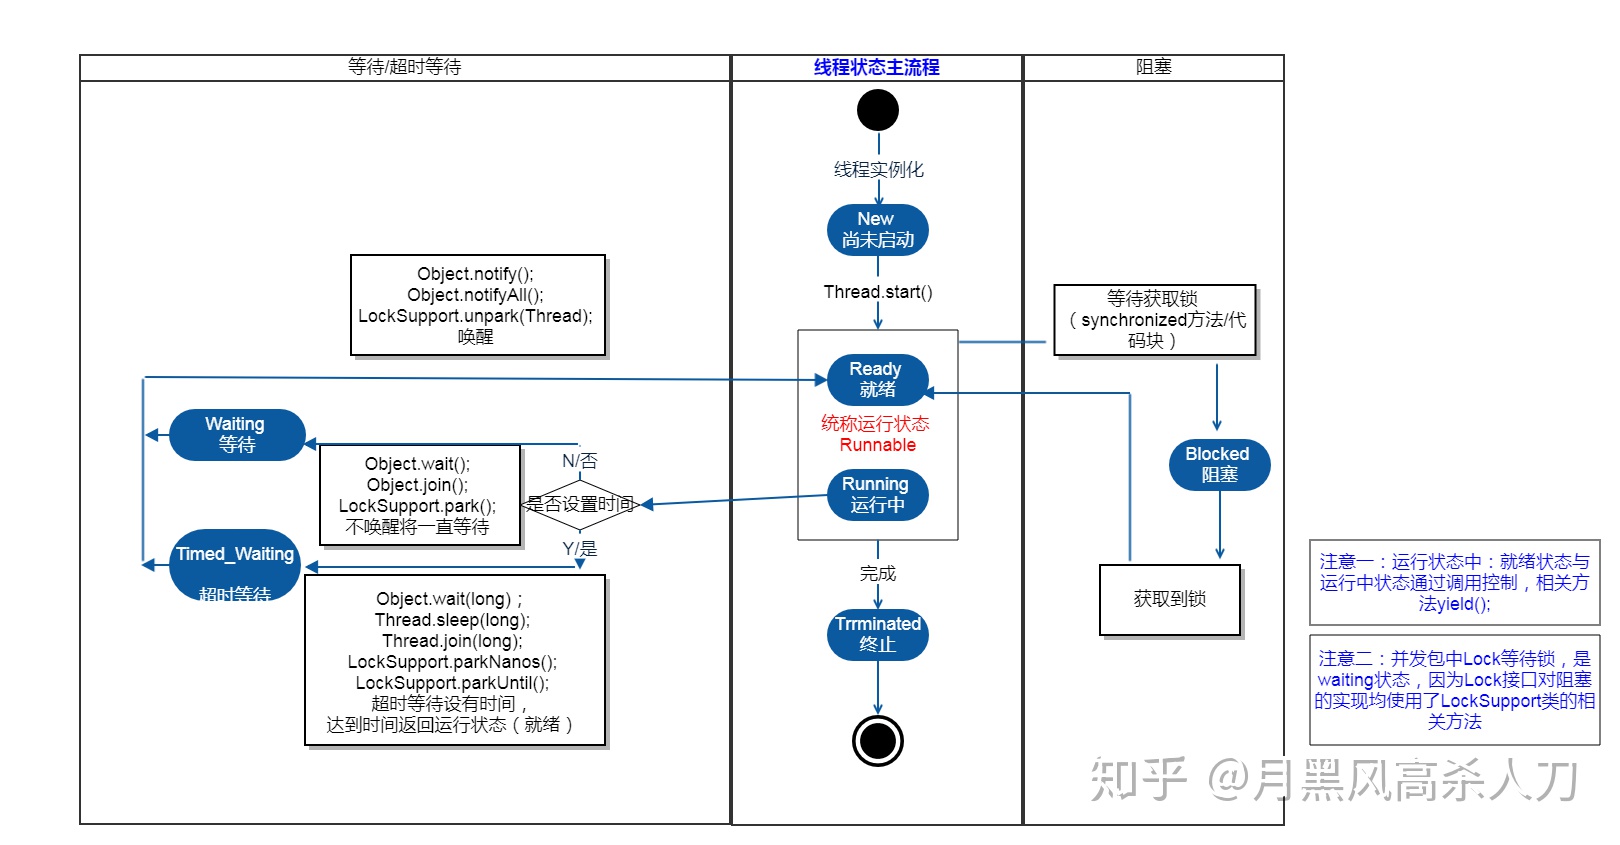 等待/超时等待
线程状态主流程
阻塞
线程实例化
New
尚未启动
Thread.start()
Object.notify();
Object.notifyAll();
LockSupport.unpark(Thread);
唤醒
等待获取锁
（synchronized方法/代
码块）
Ready
就绪
统称运行状态
Runnable
Running
运行中
Waiting
等待
N/否
Object.wait();
Object.join();
LockSupport.park();
不唤醒将一直等待
是否设置时间
Y/是
Blocked
阻塞
Timed_Waiting
超时等待
Object.wait(long)；
Thread.sleep(long);
Thread.join(long);
LockSupport.parkNanos();
LockSupport.parkUntil();
超时等待设有时间，
达到时间返回运行状态（就绪）
完成
Trrminated
终止
获取到锁
注意一：运行状态中：就绪状态与
运行中状态通过调用控制，相关方
法yield();
注意二：并发包中Lock等待锁，是
waiting状态，因为Lock接口对阻塞
的实现均使用了LockSupport类的相
关方法
知乎 @月黑风高杀人刀